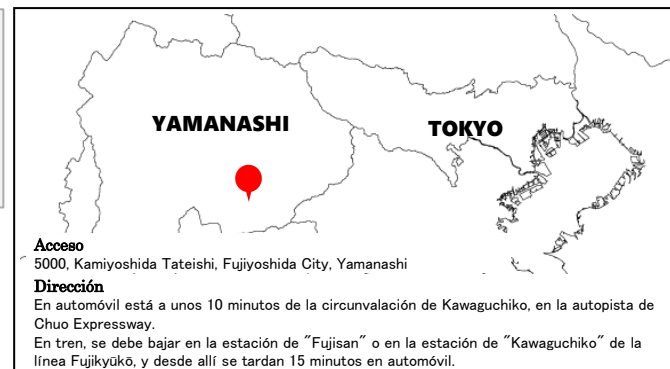 YAMANASHI
TOKYO
Acceso
5000, Kamiyoshida Tateishi, Fujiyoshida City, Yamanashi
Dirección
En automóvil está a unos 10 minutos de la circunvalación de Kawaguchiko, en la autopista de
Chuo Expressway.
En tren, se debe bajar en la estación de "Fujisan" o en la estación de "Kawaguchiko" de la
línea Fujikyūkō, y desde allí se tardan 15 minutos en automóvil.